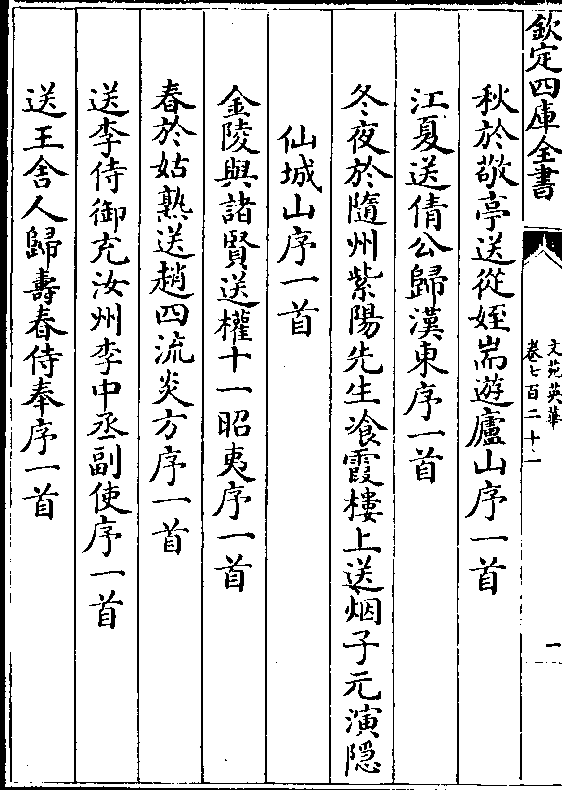 欽定四庫全書
文苑英華
卷七百二十一
一
秋於敬亭送從姪耑遊廬山序一首
江夏送倩公歸漢東序一首
冬夜於隨州紫陽先生飡霞樓上送烟子元演隠
仙城山序一首
金陵與諸賢送權十一昭夷序一首
春於姑熟送趙四流炎方序一首
送李侍御充汝州李中丞副使序一首
送王舍人歸壽春侍奉序一首